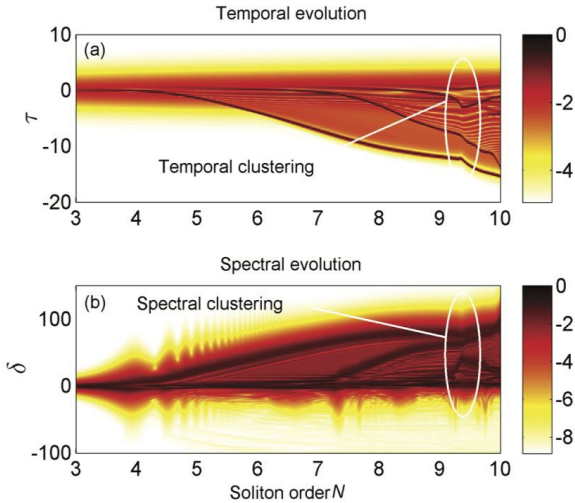 Temporal evolution
10
0
-10
-20
τ
(a)
Temporal clustering
3 4 5 6 7 8 9 10
0
-2
-4
Spectral evolution
100
0
-100
δ
(b)
Spectral clustering
3 4 5 6 7 8 9 10
Soliton order N
0
-2
-4
-6
-8